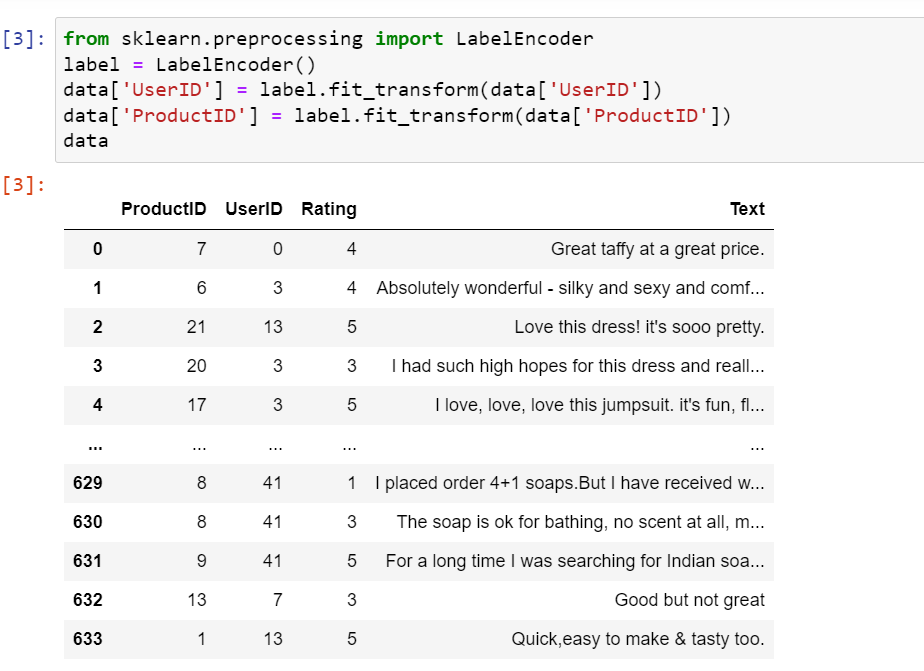 [3]: from sklearn.preprocessing import LabelEncoder
label = LabelEncoder()
data['UserID'] = label.fit_transform(data['UserID'])
data['ProductID'] = label.fit_transform(data['ProductID'])
data
[3]:
ProductID UserID Rating Text
0 7 0 4 Great taffy at a great price.
1 6 3 4 Absolutely wonderful - silky and sexy and comf...
2 21 13 5 Love this dress! it's sooo pretty.
3 20 3 3 I had such high hopes for this dress and reall...
4 17 3 5 I love, love, love this jumpsuit. it's fun, fl...
... ... ... ... ...
629 8 41 1 I placed order 4+1 soaps.But I have received w...
630 8 41 3 The soap is ok for bathing, no scent at all, m...
631 9 41 5 For a long time I was searching for Indian soa...
632 13 7 3 Good but not great
633 1 13 5 Quick,easy to make & tasty too.